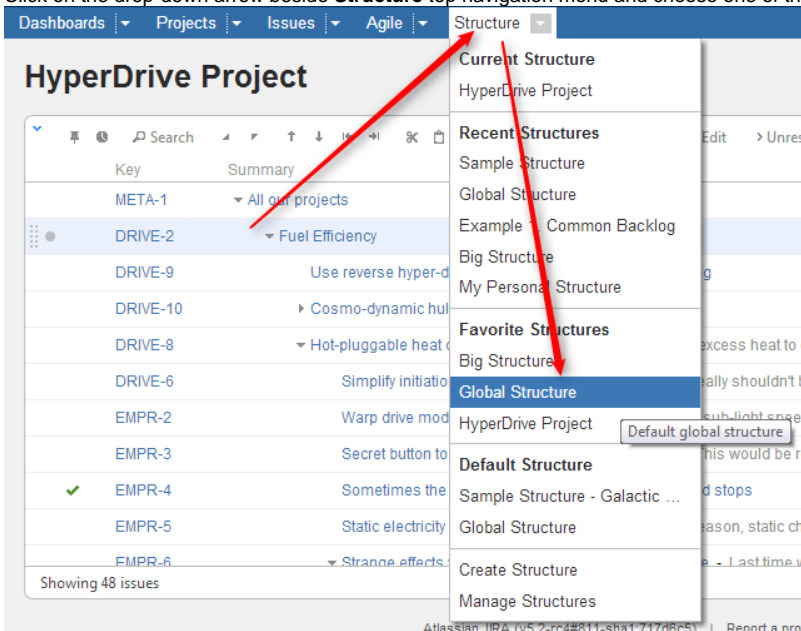 Click on the drop-down arrow beside Structure top navigation menu and choose one of th
Dashboards Projects Issues Agile Structure
HyperDrive Project
Search Edit > Unres
Key Summary
META-1 All our projects
DRIVE-2 Fuel Efficiency
DRIVE-9 Use reverse hyper-d g
DRIVE-10 Cosmo-dynamic hul
DRIVE-8 Hot-pluggable heat excess heat to
DRIVE-6 Simplify initiatio eally shouldn't
EMPR-2 Warp drive mod sub-light spee
EMPR-3 Secret button to his would be r
EMPR-4 Sometimes the d stops
EMPR-5 Static electricity eason, static ch
EMPR-6 Strange effects e - Last time
Showing 48 issues
Current Structure
HyperDrive Project
Recent Structures
Sample Structure
Global Structure
Example 1. Common Backlog
Big Structure
My Personal Structure
Favorite Structures
Big Structure
Global Structure
HyperDrive Project
Default global structure
Default Structure
Sample Structure - Galactic ...
Global Structure
Create Structure
Manage Structures
Atlassian JIRA (v5.2-rc4#811-sha1:717d6c5) | Report a pro